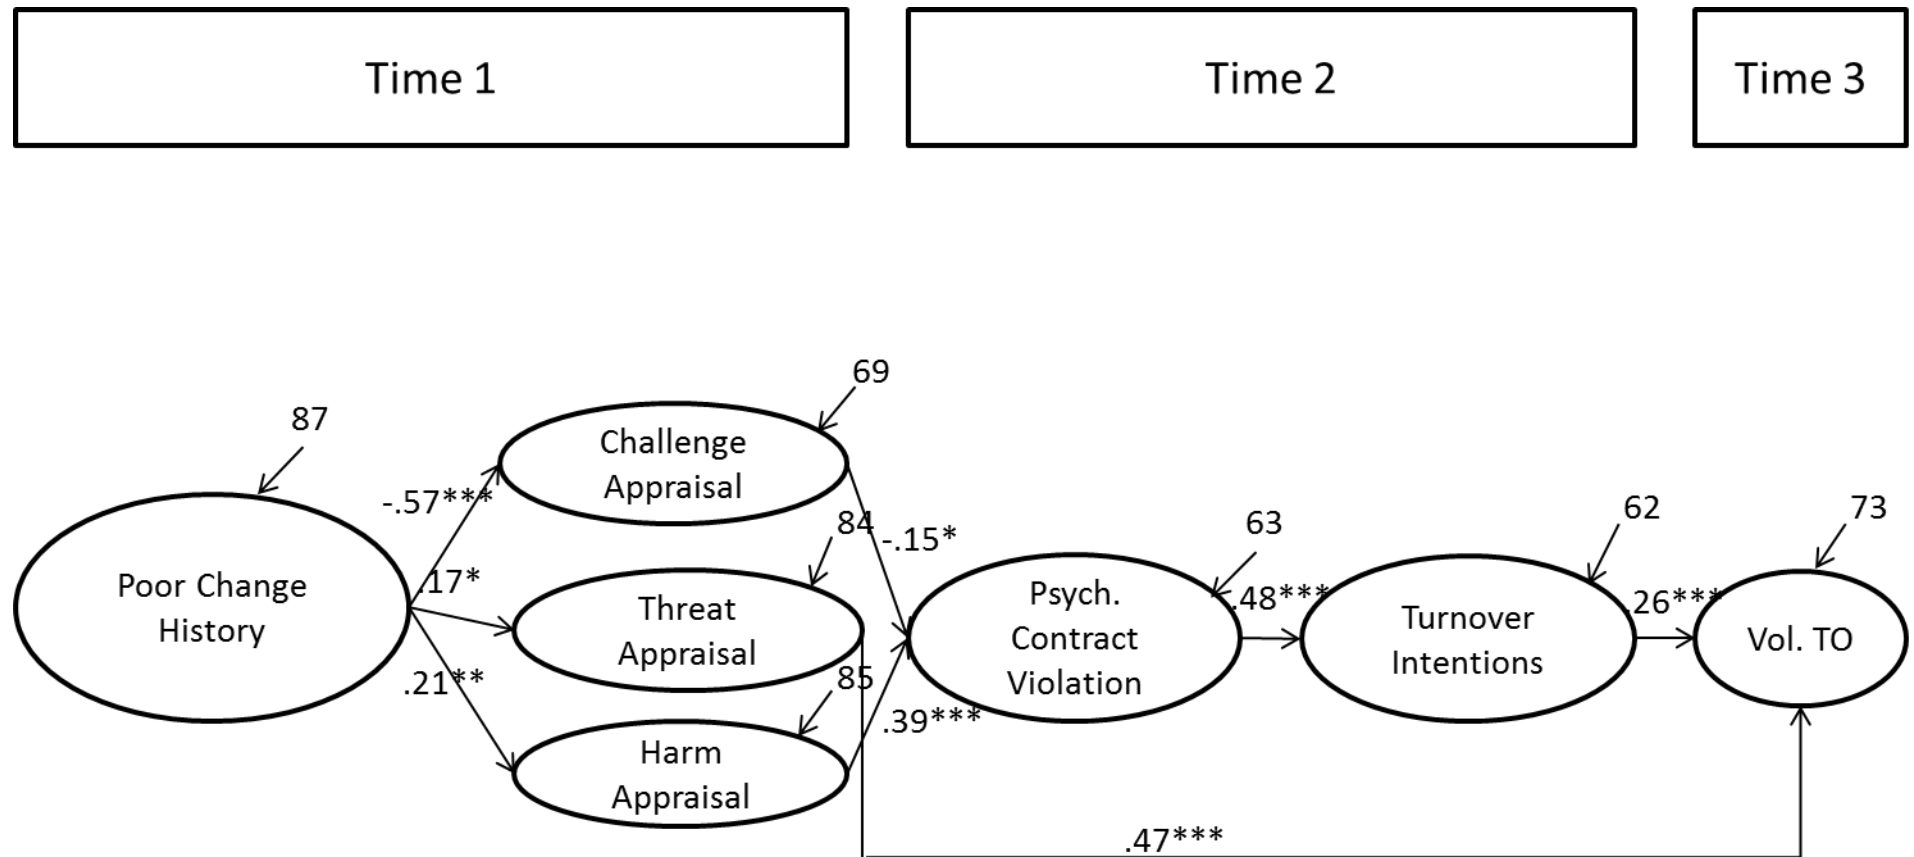 Time 1
Time 2
Time 3
69
87
Challenge
Appraisal
-.57***
84
-.15*
63
62
73
.17*
Poor Change
History
Threat
Appraisal
Psych.
Contract
Violation
.48***
Turnover
Intentions
.26***
Vol. TO
.21**
85
.39***
Harm
Appraisal
.47***